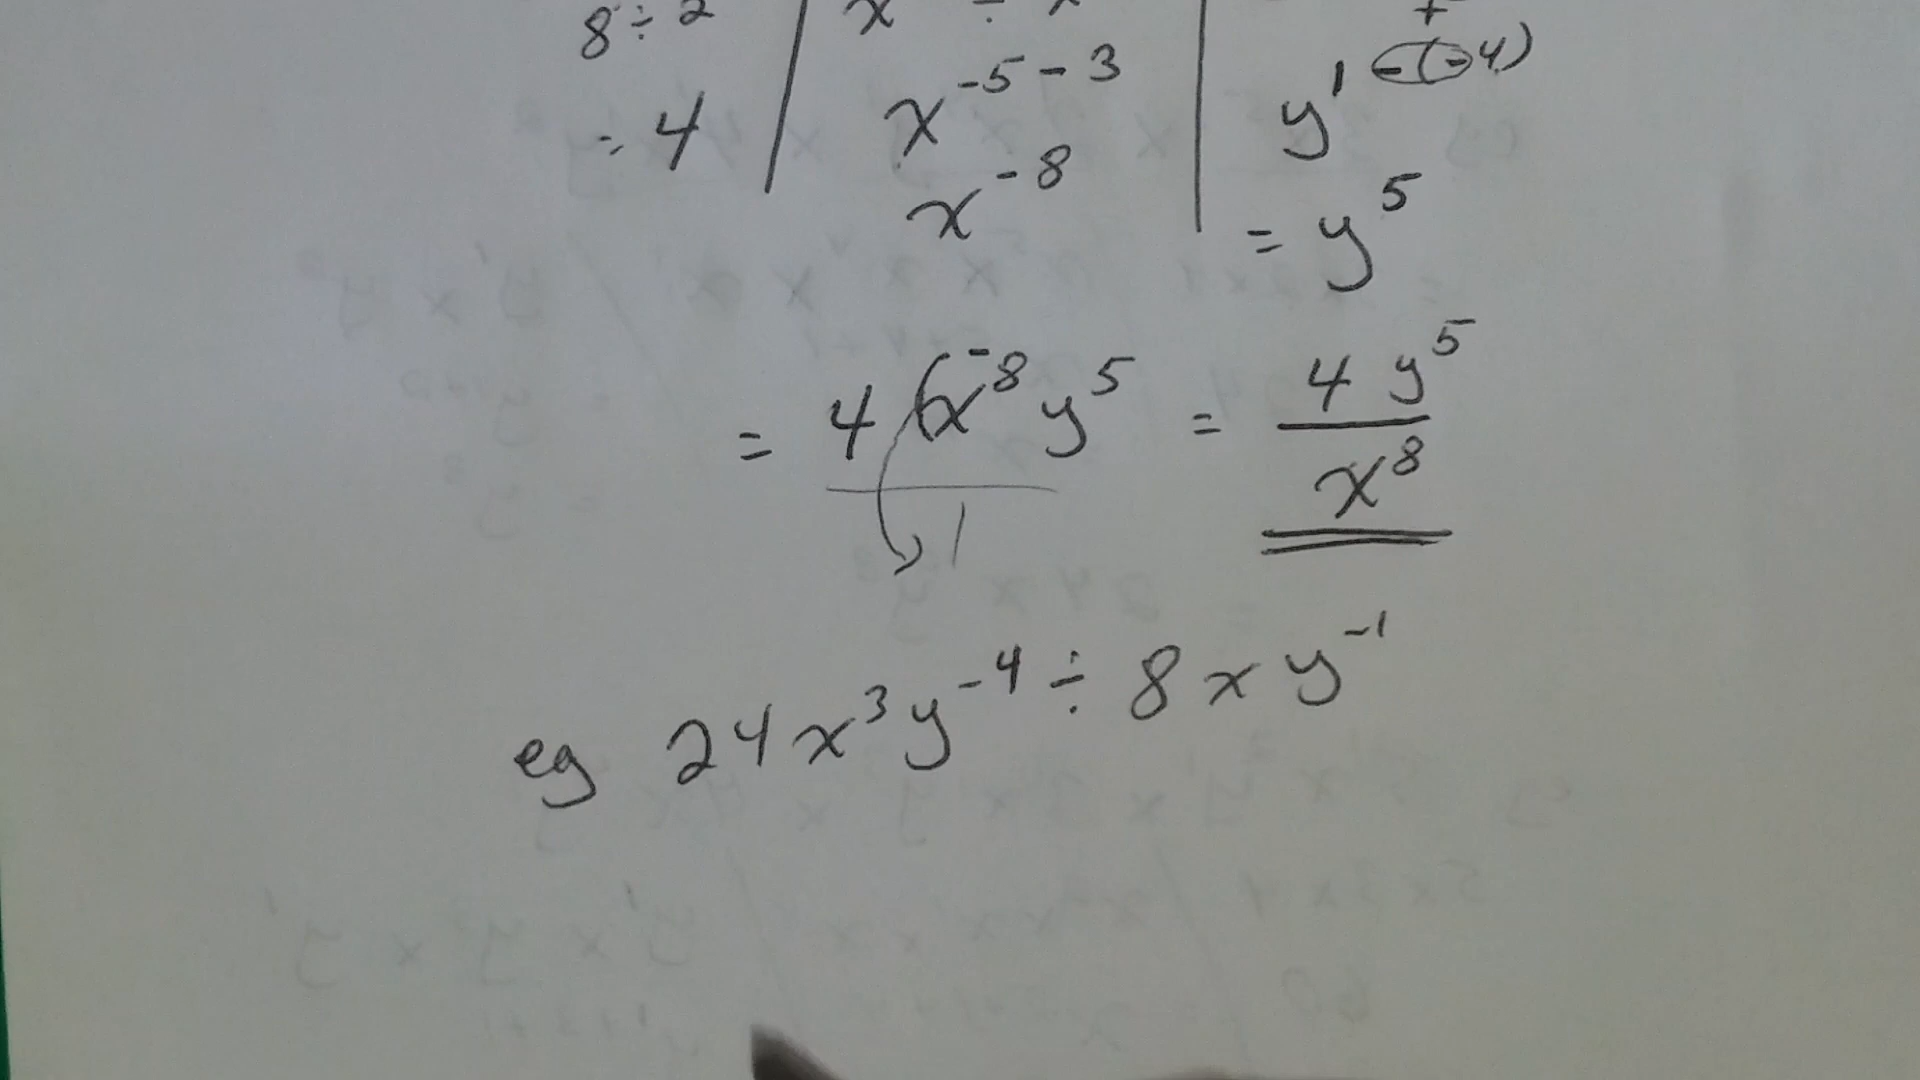 8 ÷ 2 | x ÷ x | +
= 4 | x^{-5-3} | y^{1-(-4)}
x^{-8} | = y^5
= 4 x^{-8} y^5 / 1 = 4y^5 / x^8
eg 24x^3y^{-4} ÷ 8xy^{-1}